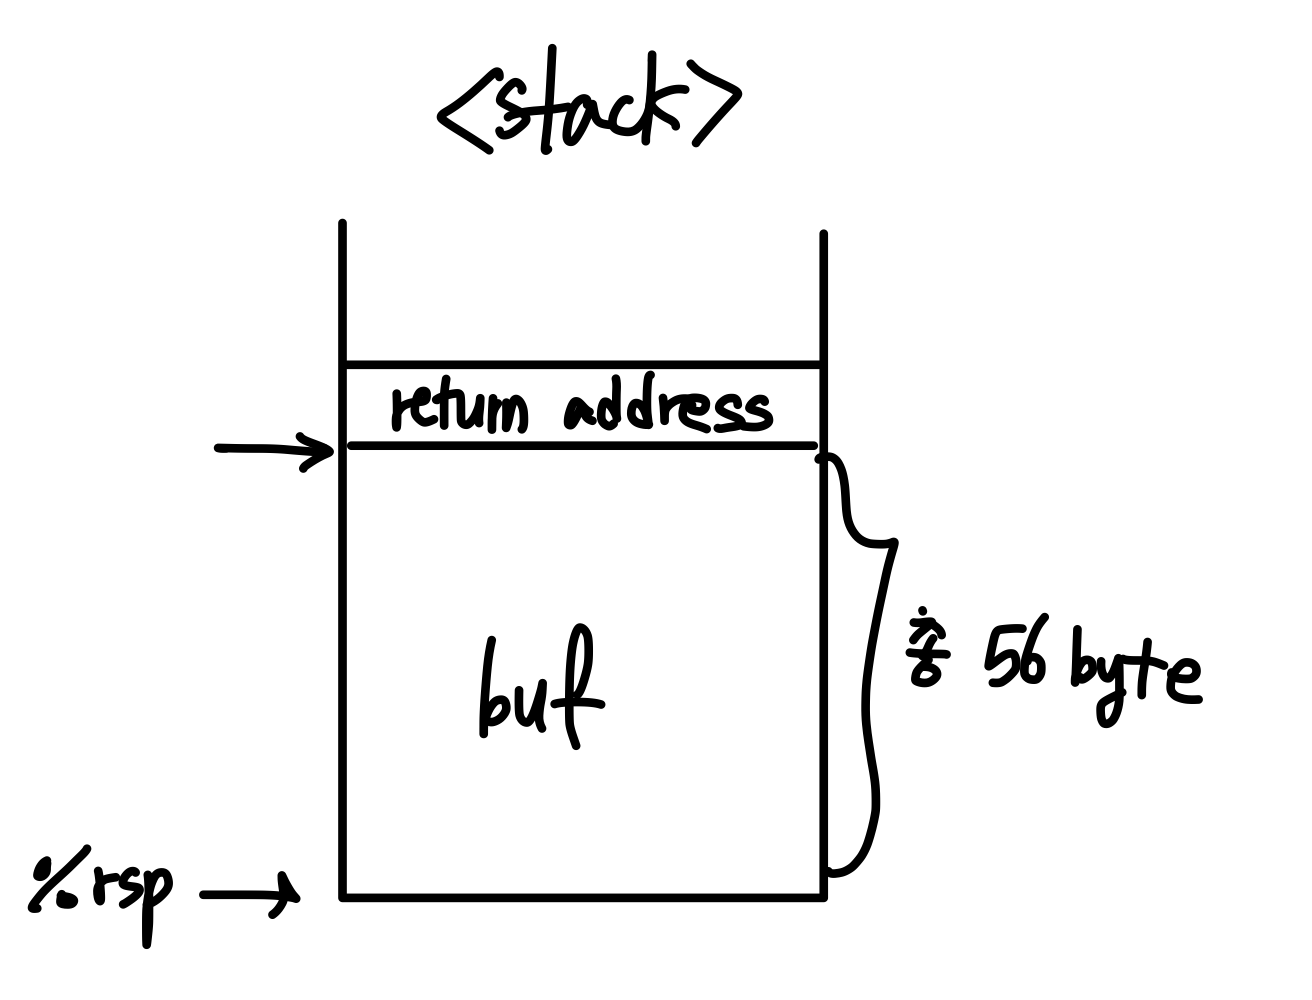 <stack>
return address
buf
총 56 byte
%rsp